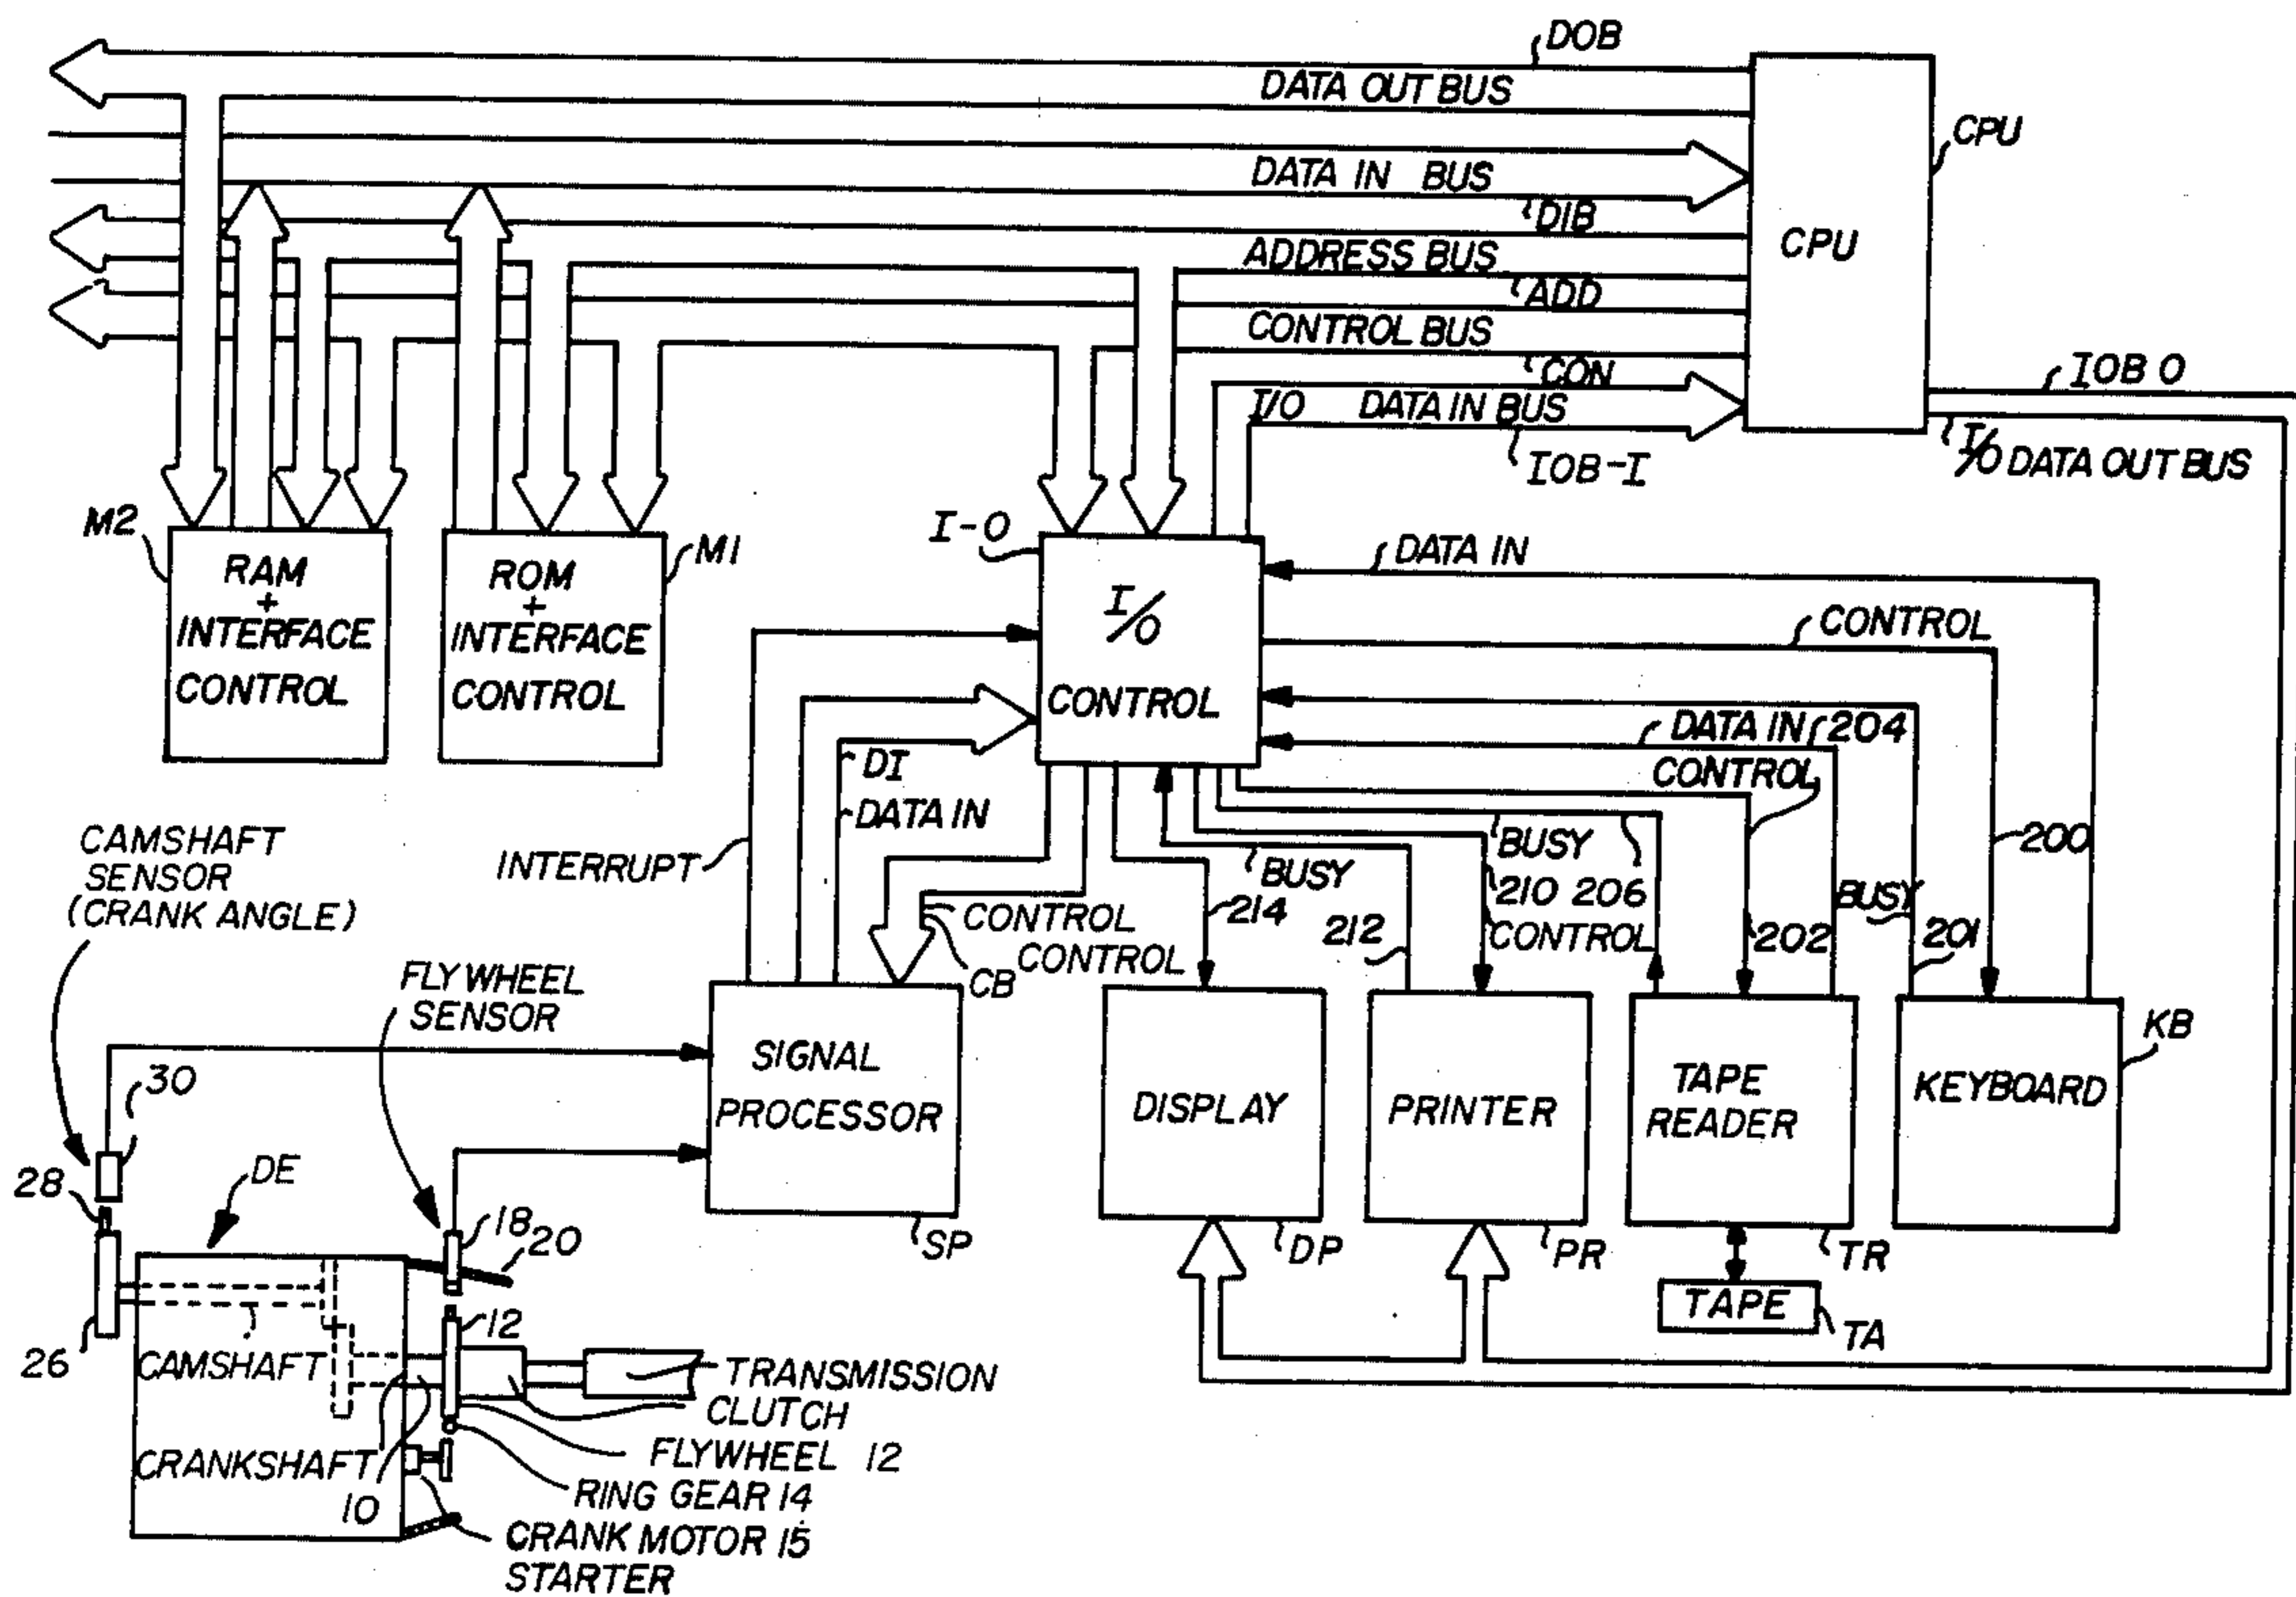 DOB
DATA OUT BUS
CPU
DATA IN BUS
DIB
CPU
ADDRESS BUS
ADD
CONTROL BUS
CON
IOB O
I/O DATA IN BUS
IOB-I
I/O DATA OUT BUS
M2
RAM
+
INTERFACE
CONTROL
ROM
+
INTERFACE
CONTROL
M1
I-O
I/O
CONTROL
DATA IN
CONTROL
DATA IN
204
CONTROL
DI
DATA IN
INTERRUPT
BUSY
BUSY
200
BUSY
201
210
206
CONTROL
202
214
212
CONTROL
CONTROL
CB
CAMSHAFT
SENSOR
(CRANK ANGLE)
FLYWHEEL
SENSOR
SIGNAL
PROCESSOR
SP
DISPLAY
DP
PRINTER
PR
TAPE
READER
TR
KEYBOARD
KB
TAPE
TA
30
28
DE
18
20
12
26
CAMSHAFT
TRANSMISSION
CLUTCH
CRANKSHAFT
10
FLYWHEEL 12
RING GEAR 14
CRANK MOTOR 15
STARTER